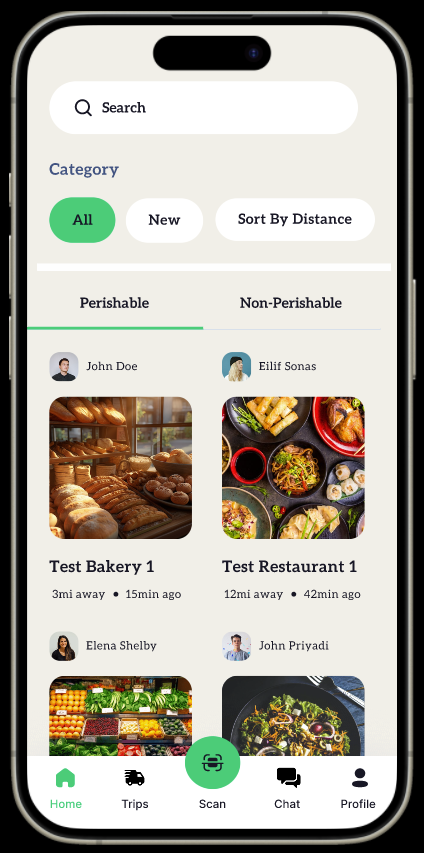 Search
Category
All New Sort By Distance
Perishable Non-Perishable
John Doe Eilif Sonas
Test Bakery 1 Test Restaurant 1
3mi away • 15min ago 12mi away • 42min ago
Elena Shelby John Priyadi
Home Trips Scan Chat Profile